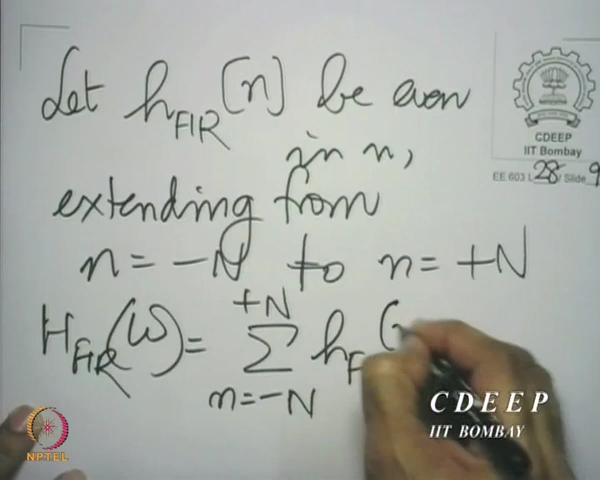 Let h_FIR[n] be even
in n,
extending from
n = -N to n = +N
H_FIR(ω) = +N Σ n=-N h_F [
CDEEP
IIT Bombay
EE 603 L 28 / Slide 9
CDEEP
IIT BOMBAY
NPTEL